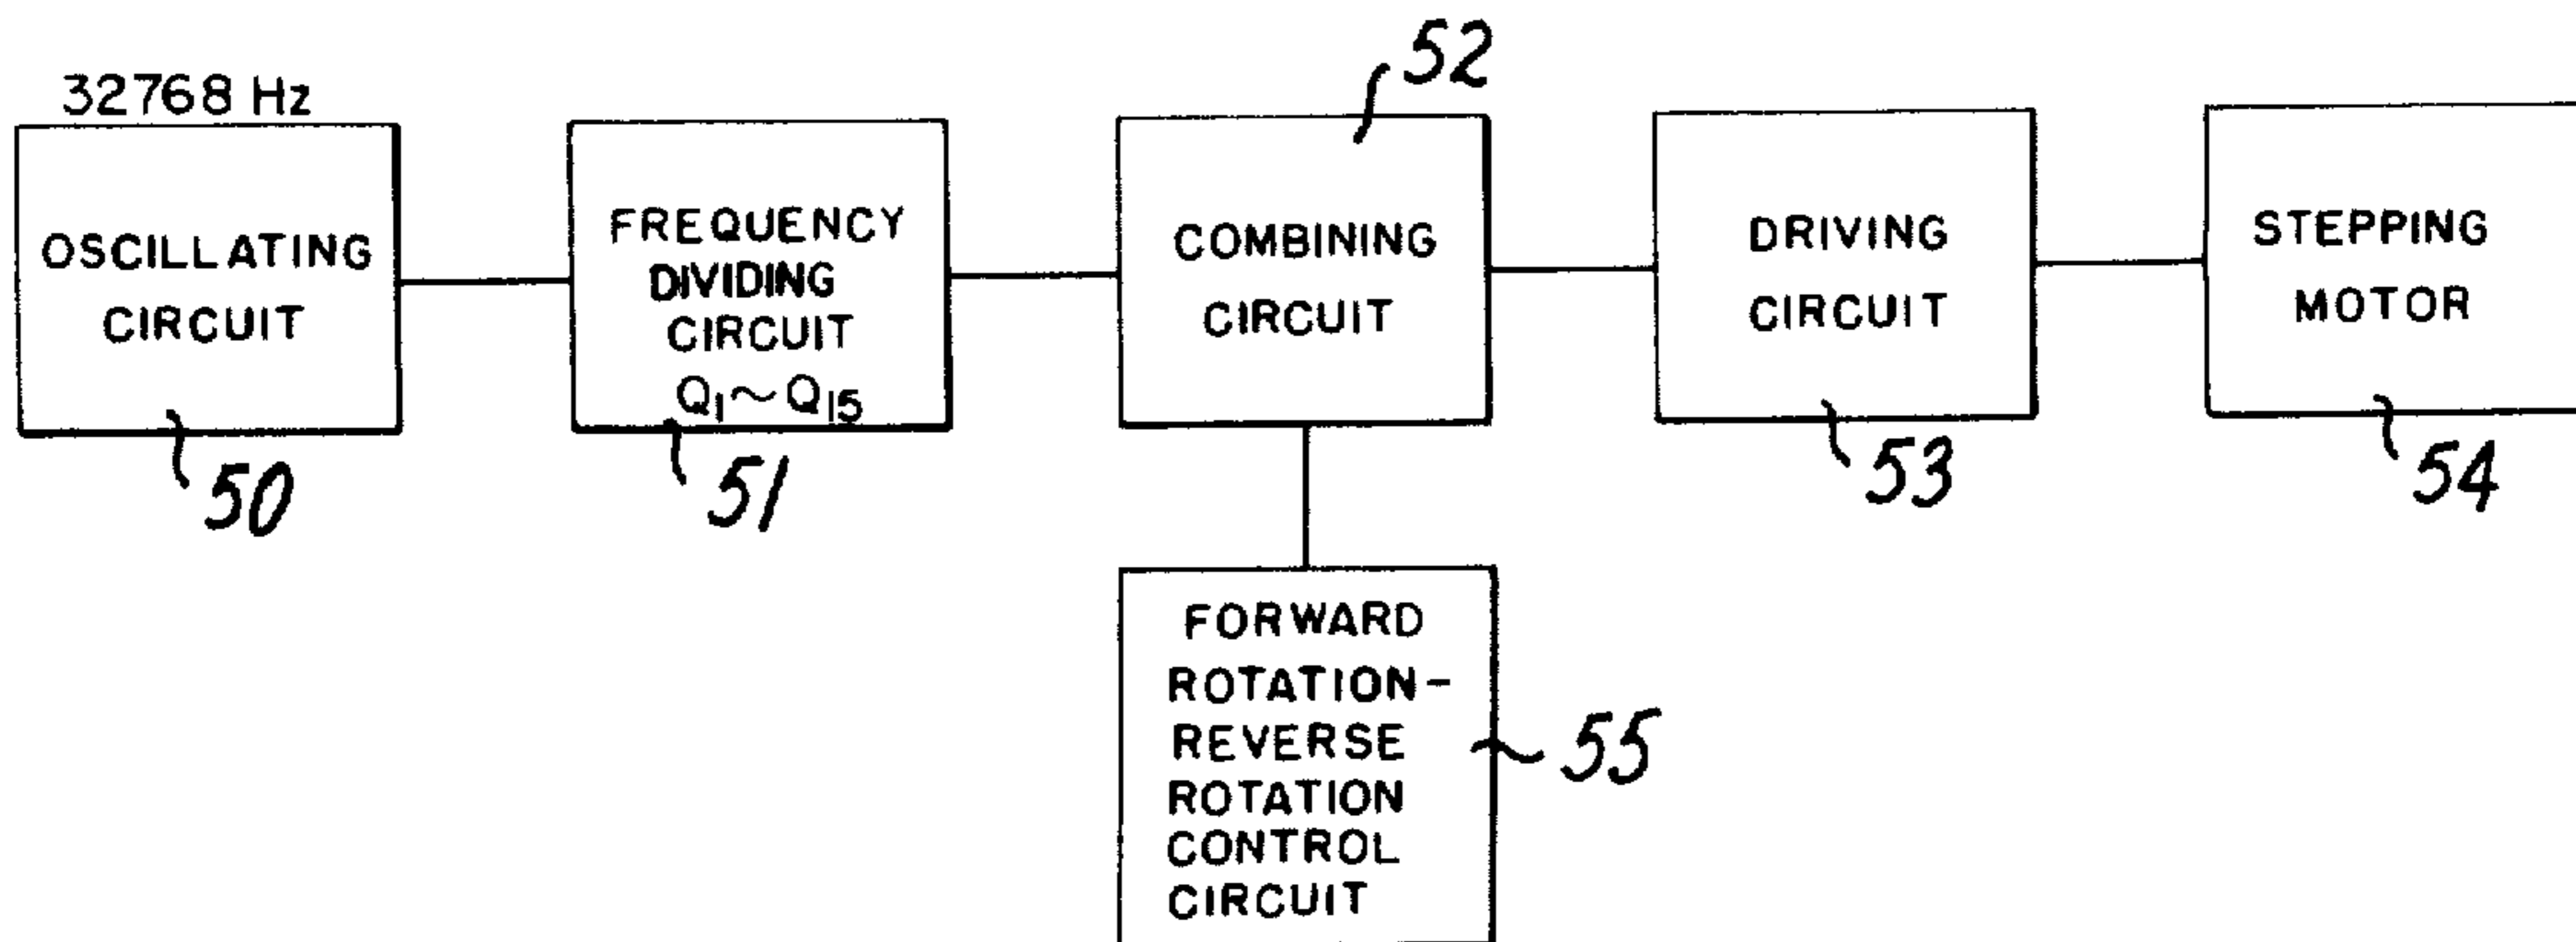 32768 Hz
OSCILLATING
CIRCUIT
50
FREQUENCY
DIVIDING
CIRCUIT
Q1~Q15
51
52
COMBINING
CIRCUIT
DRIVING
CIRCUIT
53
STEPPING
MOTOR
54
FORWARD
ROTATION-
REVERSE
ROTATION
CONTROL
CIRCUIT
55